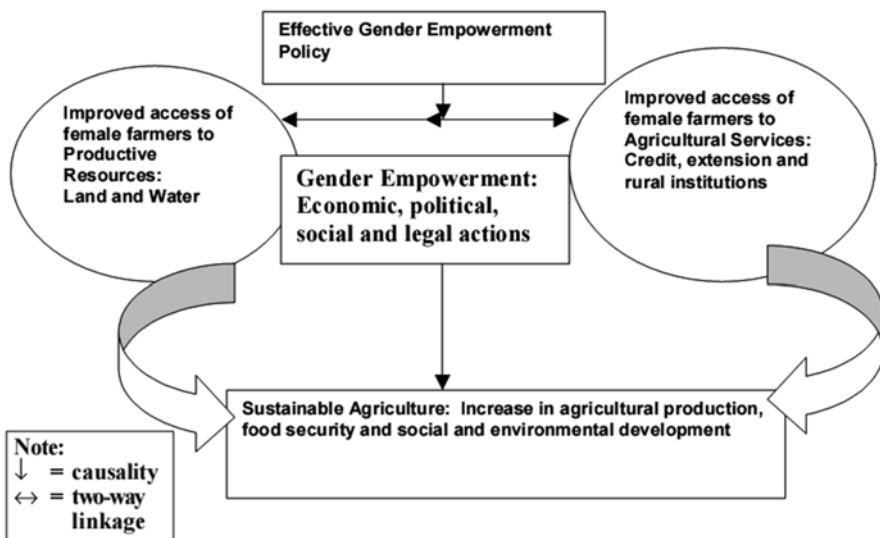 Effective Gender Empowerment
Policy
Improved access of
female farmers to
Productive
Resources:
Land and Water
Improved access of
female farmers to
Agricultural Services:
Credit, extension and
rural institutions
Gender Empowerment:
Economic, political,
social and legal actions
Sustainable Agriculture: Increase in agricultural production,
food security and social and environmental development
Note:
↓ = causality
↔ = two-way
linkage